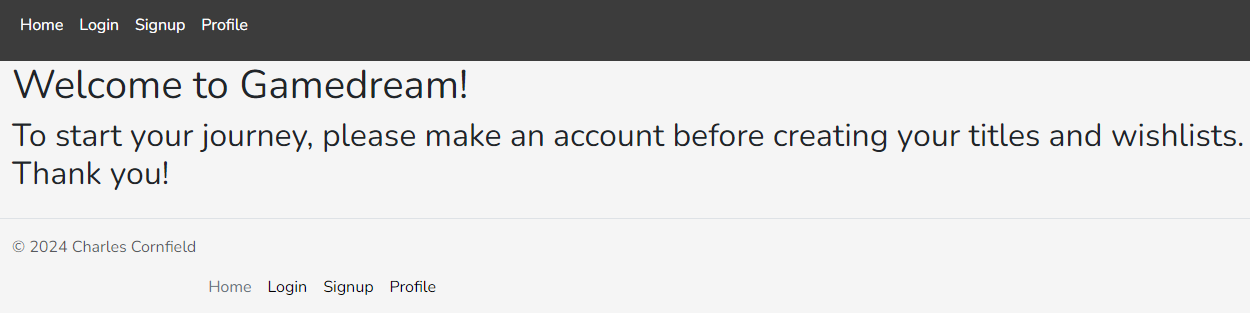 Home Login Signup Profile
Welcome to Gamedream!
To start your journey, please make an account before creating your titles and wishlists.
Thank you!
© 2024 Charles Cornfield
Home Login Signup Profile